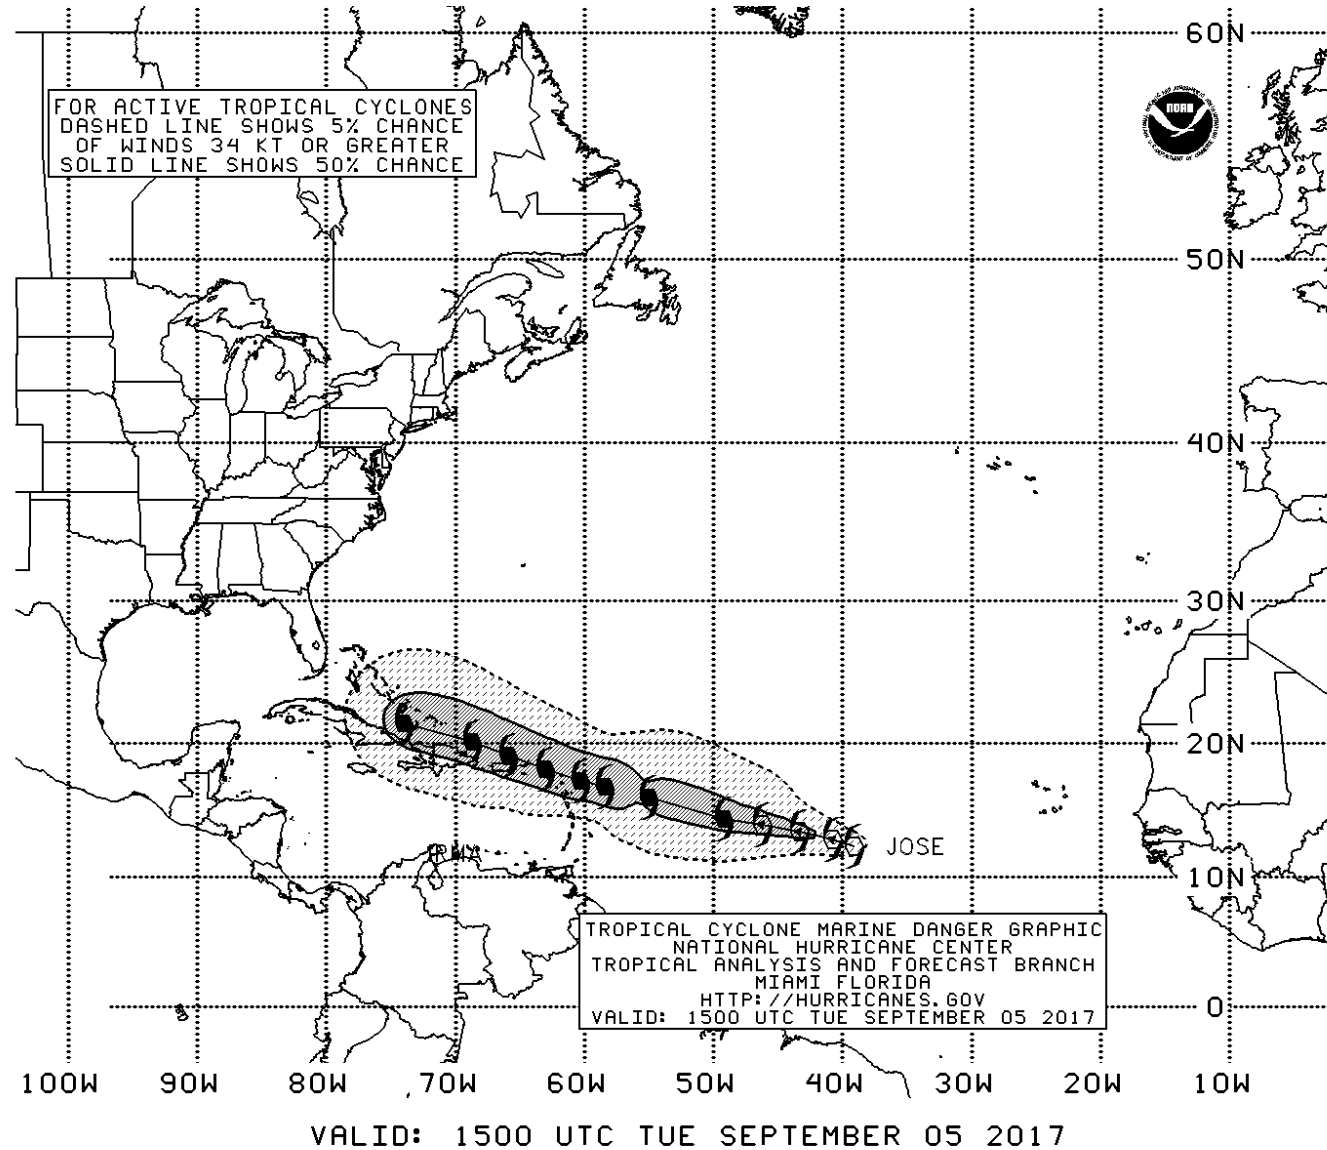 60N
FOR ACTIVE TROPICAL CYCLONES
DASHED LINE SHOWS 5% CHANCE
OF WINDS 34 KT OR GREATER
SOLID LINE SHOWS 50% CHANCE
NOAA
50N
40N
30N
20N
JOSE
IRMA
10N
TROPICAL CYCLONE MARINE DANGER GRAPHIC
NATIONAL HURRICANE CENTER
TROPICAL ANALYSIS AND FORECAST BRANCH
MIAMI FLORIDA
HTTP://HURRICANES.GOV
VALID: 1500 UTC TUE SEPTEMBER 05 2017
0
100W 90W 80W 70W 60W 50W 40W 30W 20W 10W
VALID: 1500 UTC TUE SEPTEMBER 05 2017